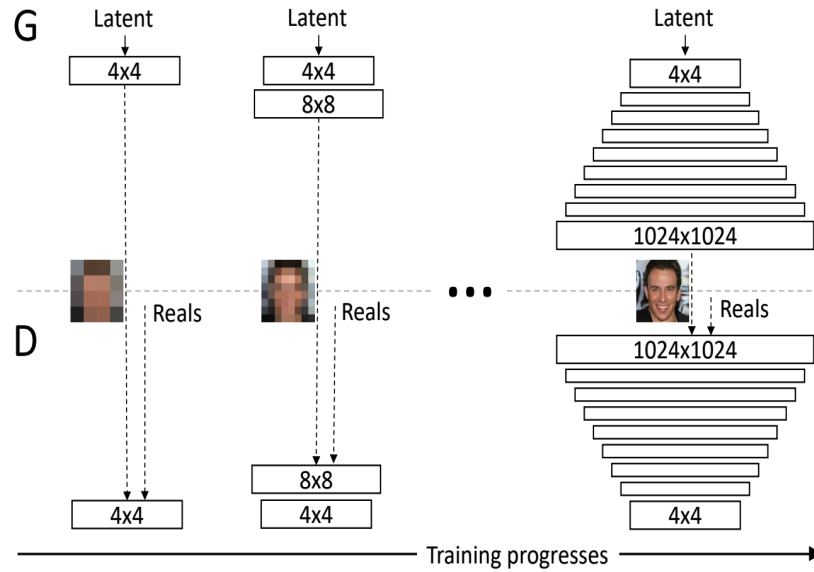 G
Latent
Latent
Latent
4x4
4x4
4x4
8x8
1024x1024
Reals
Reals
Reals
D
1024x1024
8x8
4x4
4x4
4x4
Training progresses